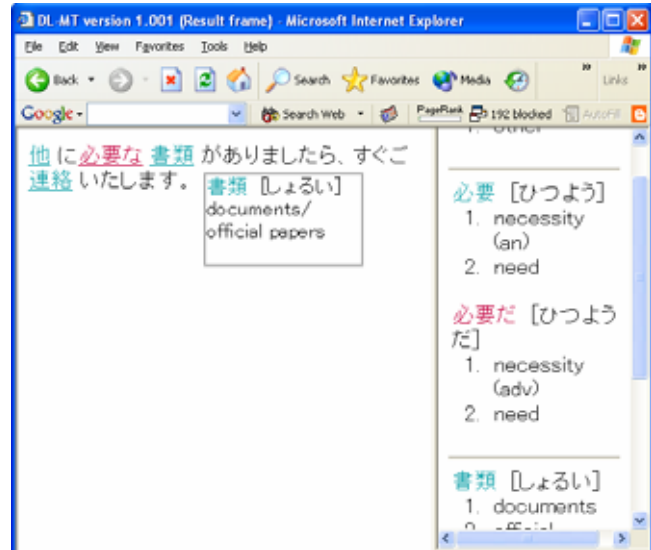 DL-MT version 1.001 (Result frame) - Microsoft Internet Explorer
File Edit View Favorites Tools Help
Back Search Favorites Media Links
Google Search Web PageRank 192 blocked AutoFill
他 に 必要な 書類 がありましたら、すぐご
連絡 いたします。
書類 [しょるい]
documents/
official papers
1. other
必要 [ひつよう]
1. necessity
(an)
2. need
必要だ [ひつよう
だ]
1. necessity
(adv)
2. need
書類 [しょるい]
1. documents
2. official